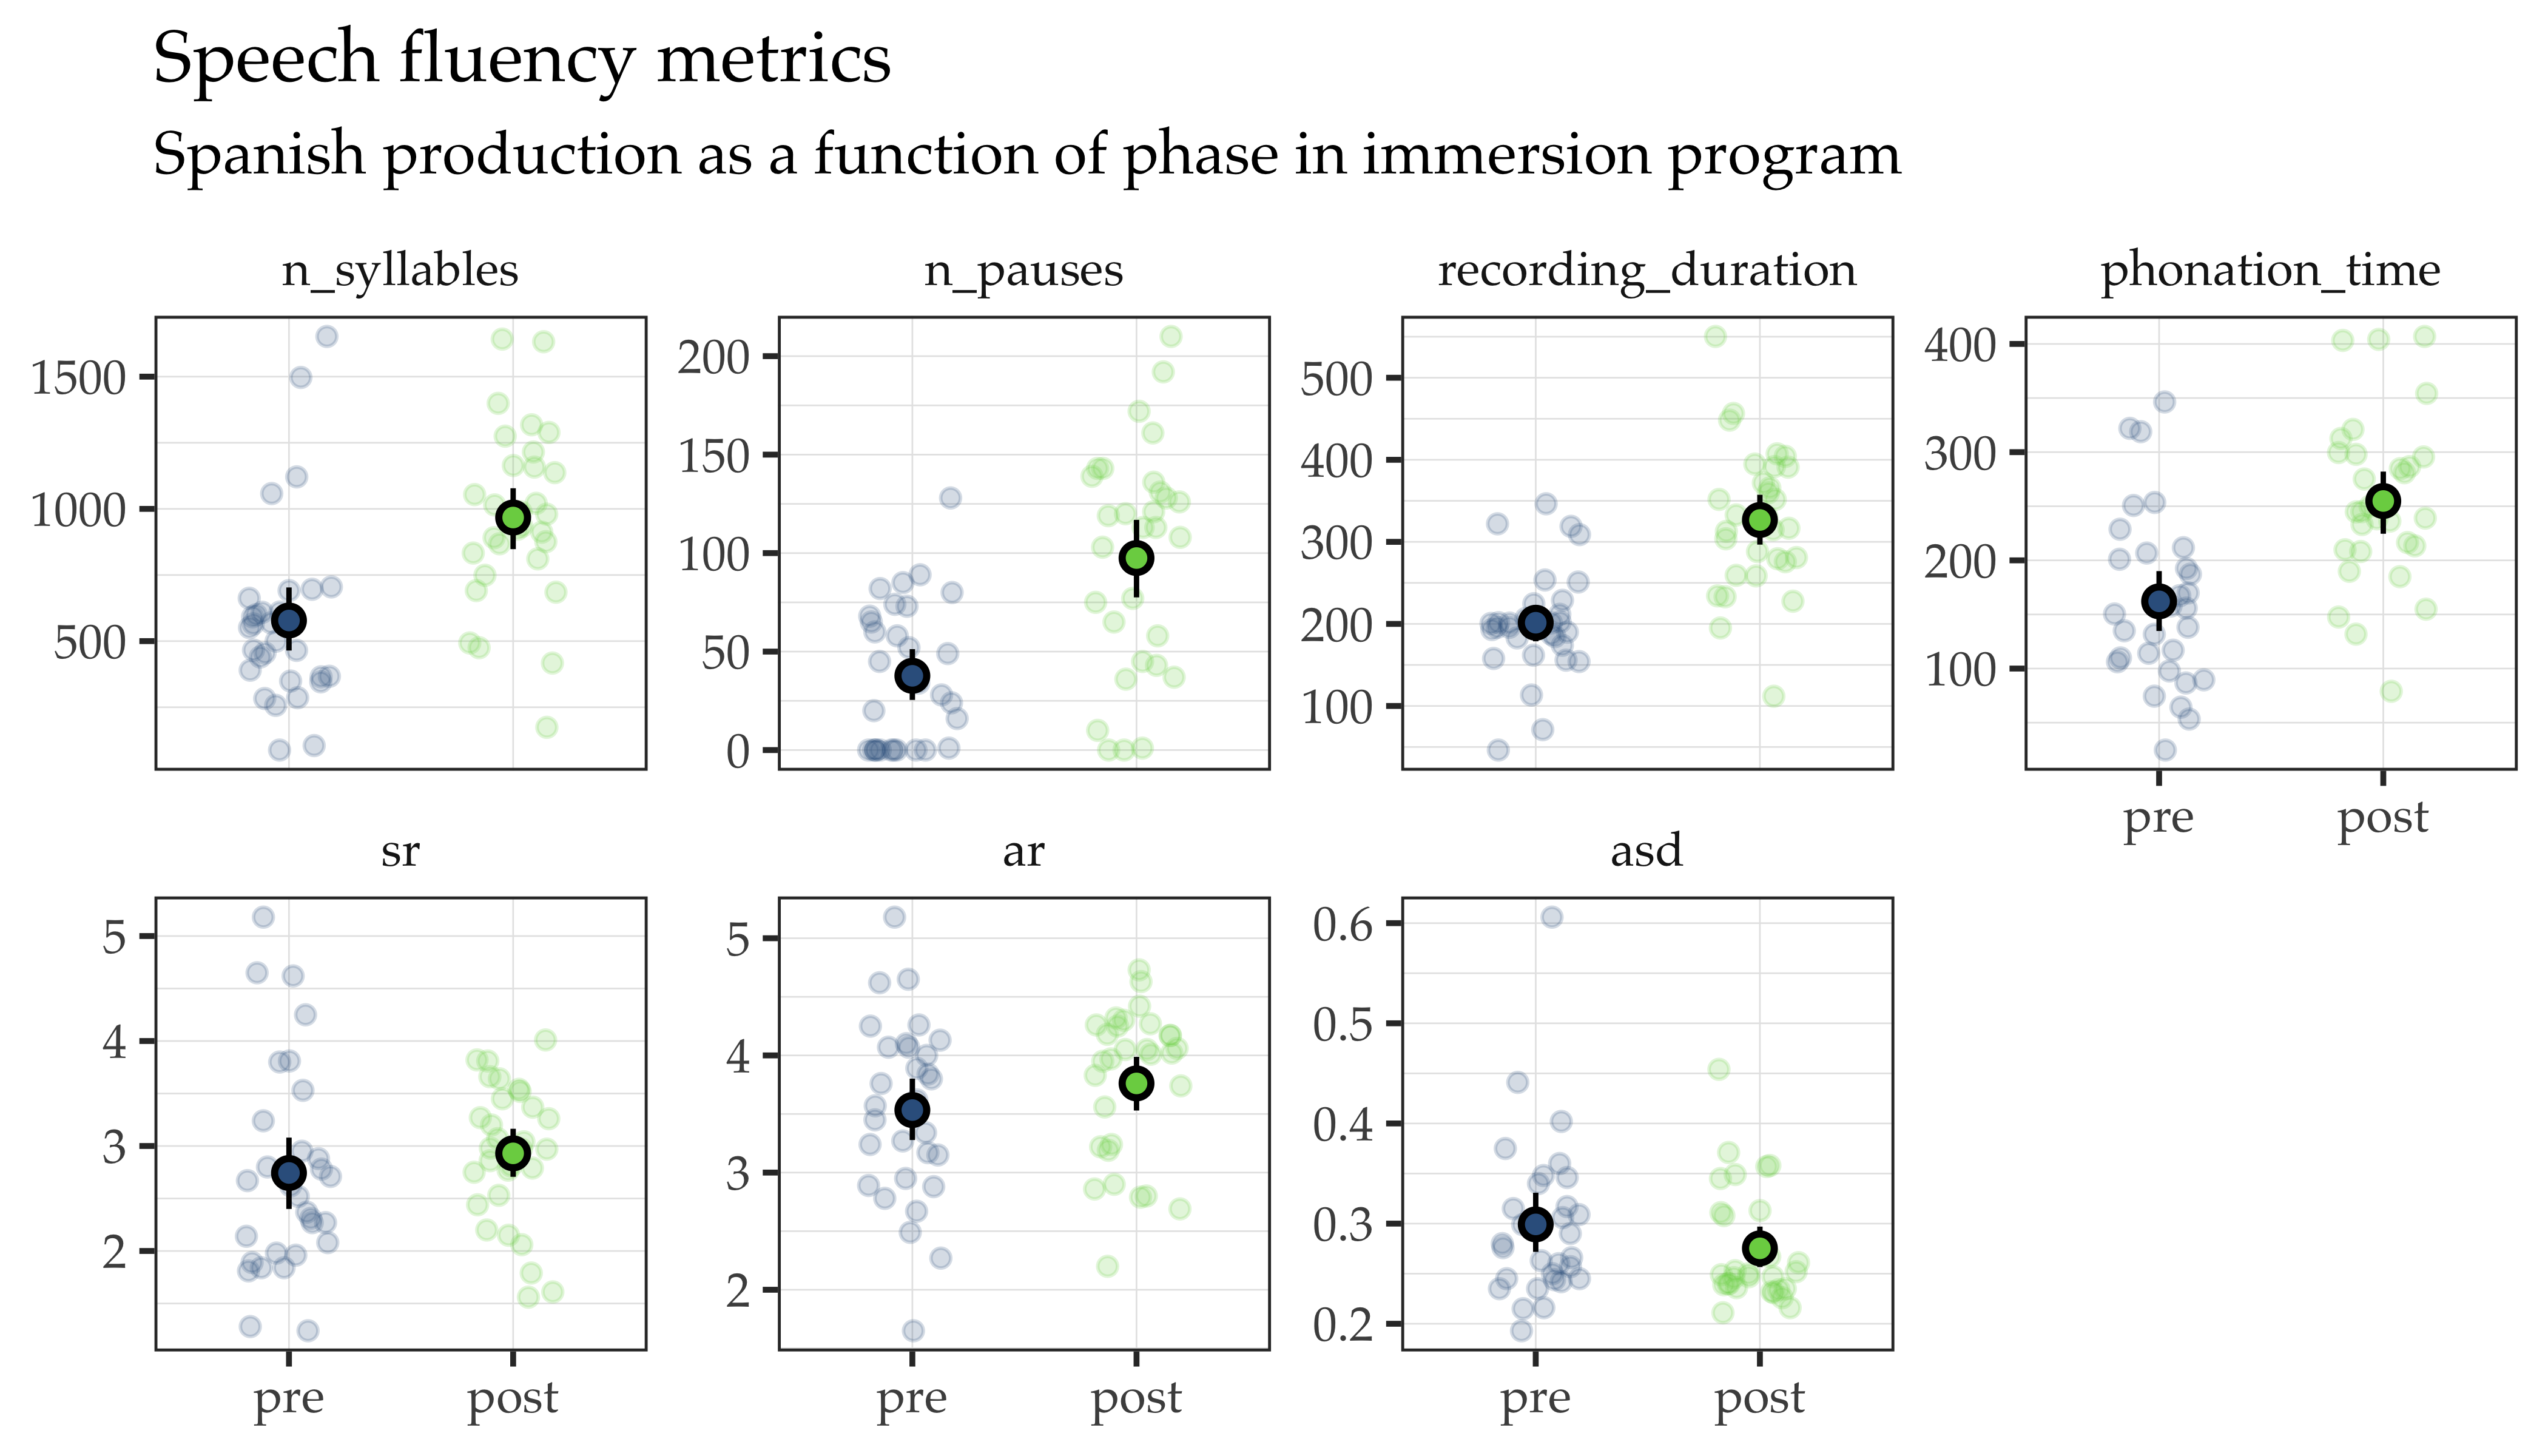 Speech fluency metrics
Spanish production as a function of phase in immersion program
n_syllables
1500
1000
500
n_pauses
200
150
100
50
0
recording_duration
500
400
300
200
100
phonation_time
400
300
200
100
pre post
sr
5
4
3
2
pre post
ar
5
4
3
2
pre post
asd
0.6
0.5
0.4
0.3
0.2
pre post